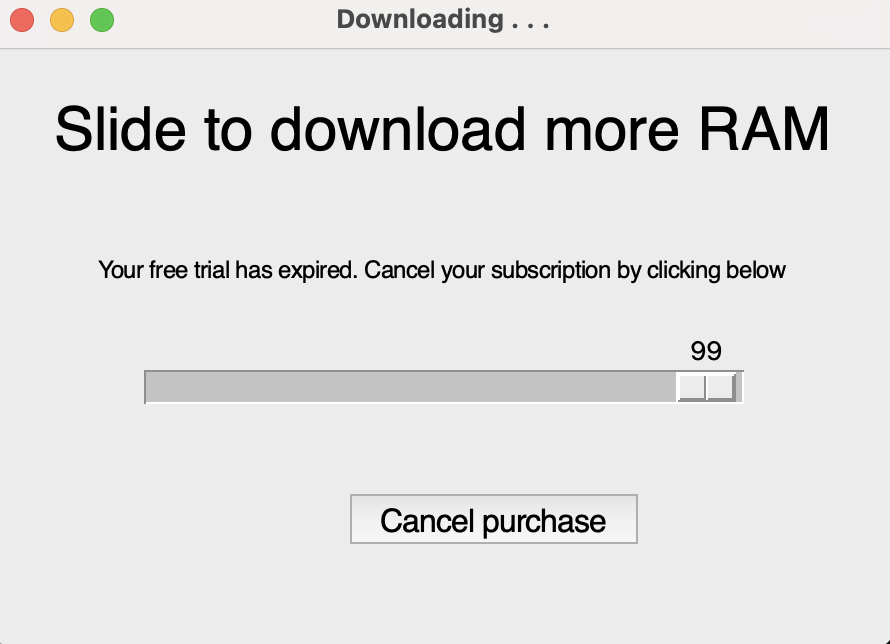 Downloading . . .
Slide to download more RAM
Your free trial has expired. Cancel your subscription by clicking below
99
Cancel purchase